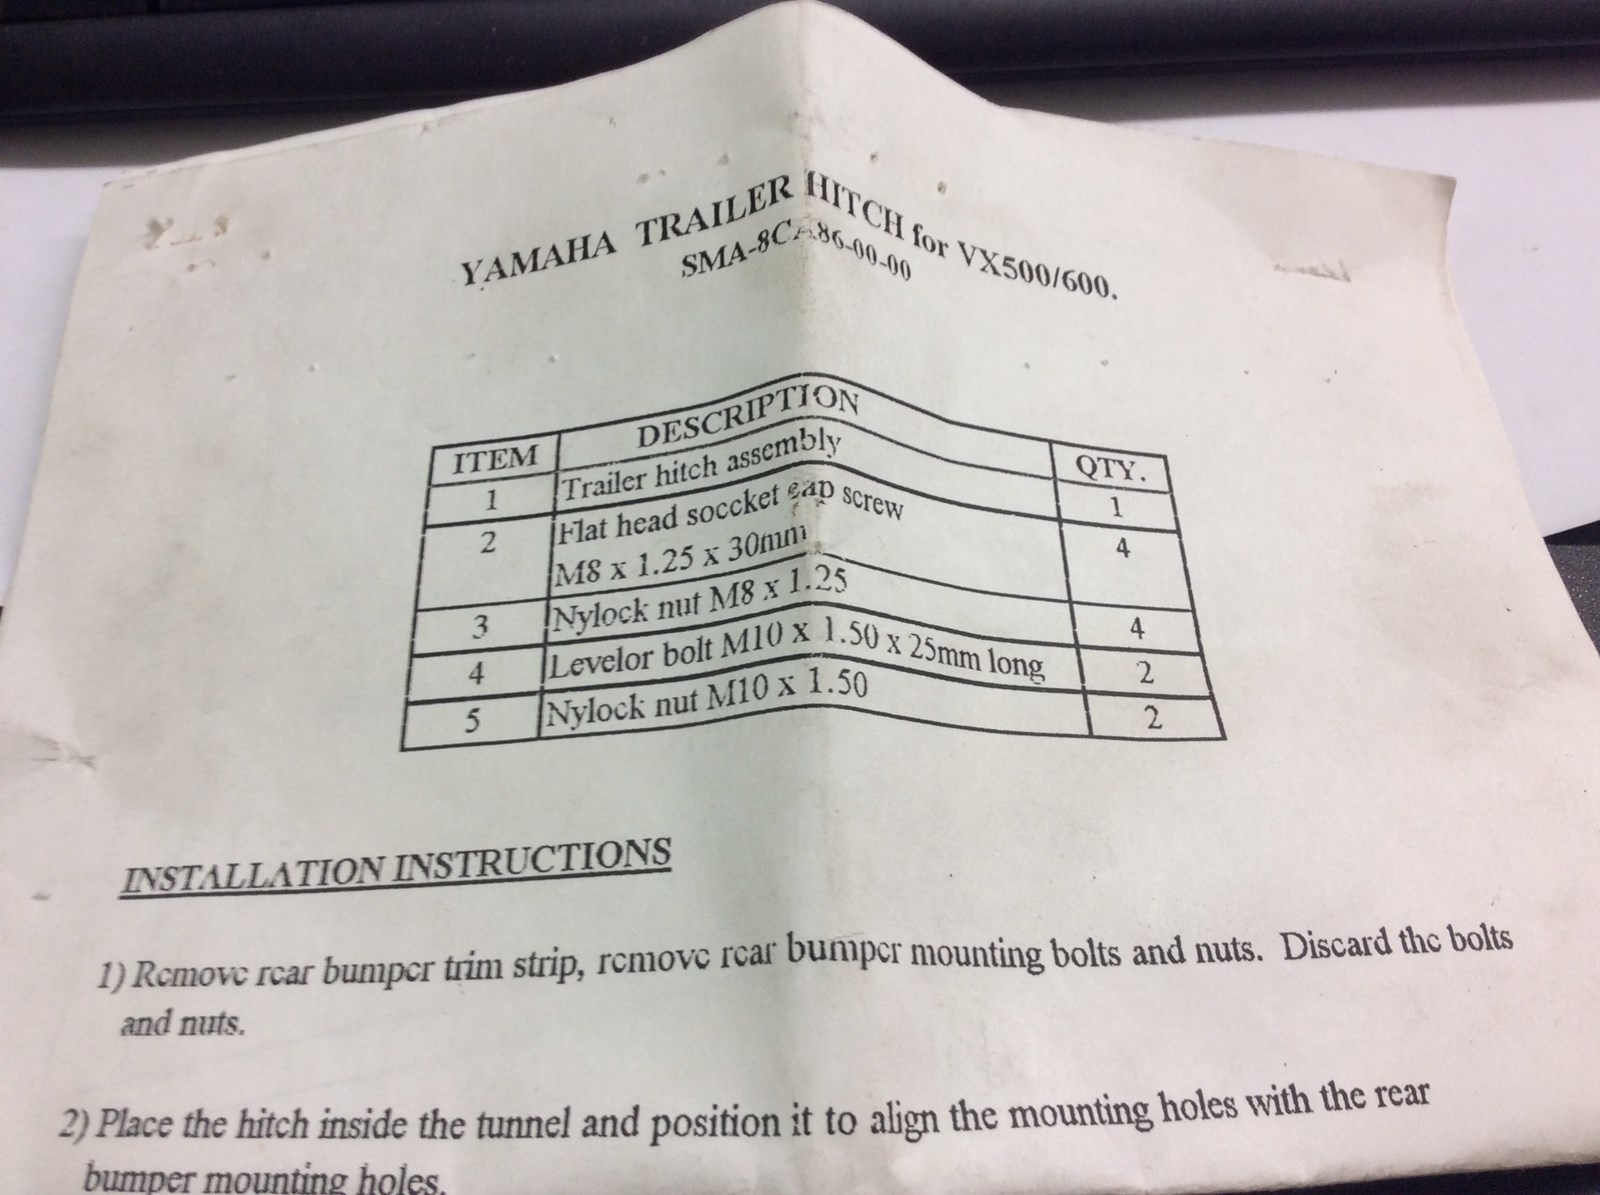 YAMAHA TRAILER HITCH for VX500/600.
SMA-8CA86-00-00
ITEM DESCRIPTION QTY.
1 Trailer hitch assembly 1
2 Flat head soccket cap screw 4
M8 x 1.25 x 30mm
3 Nylock nut M8 x 1.25 4
4 Levelor bolt M10 x 1.50 x 25mm long 2
5 Nylock nut M10 x 1.50 2
INSTALLATION INSTRUCTIONS
1) Remove rear bumper trim strip, remove rear bumper mounting bolts and nuts. Discard the bolts
and nuts.
2) Place the hitch inside the tunnel and position it to align the mounting holes with the rear
bumper mounting holes.